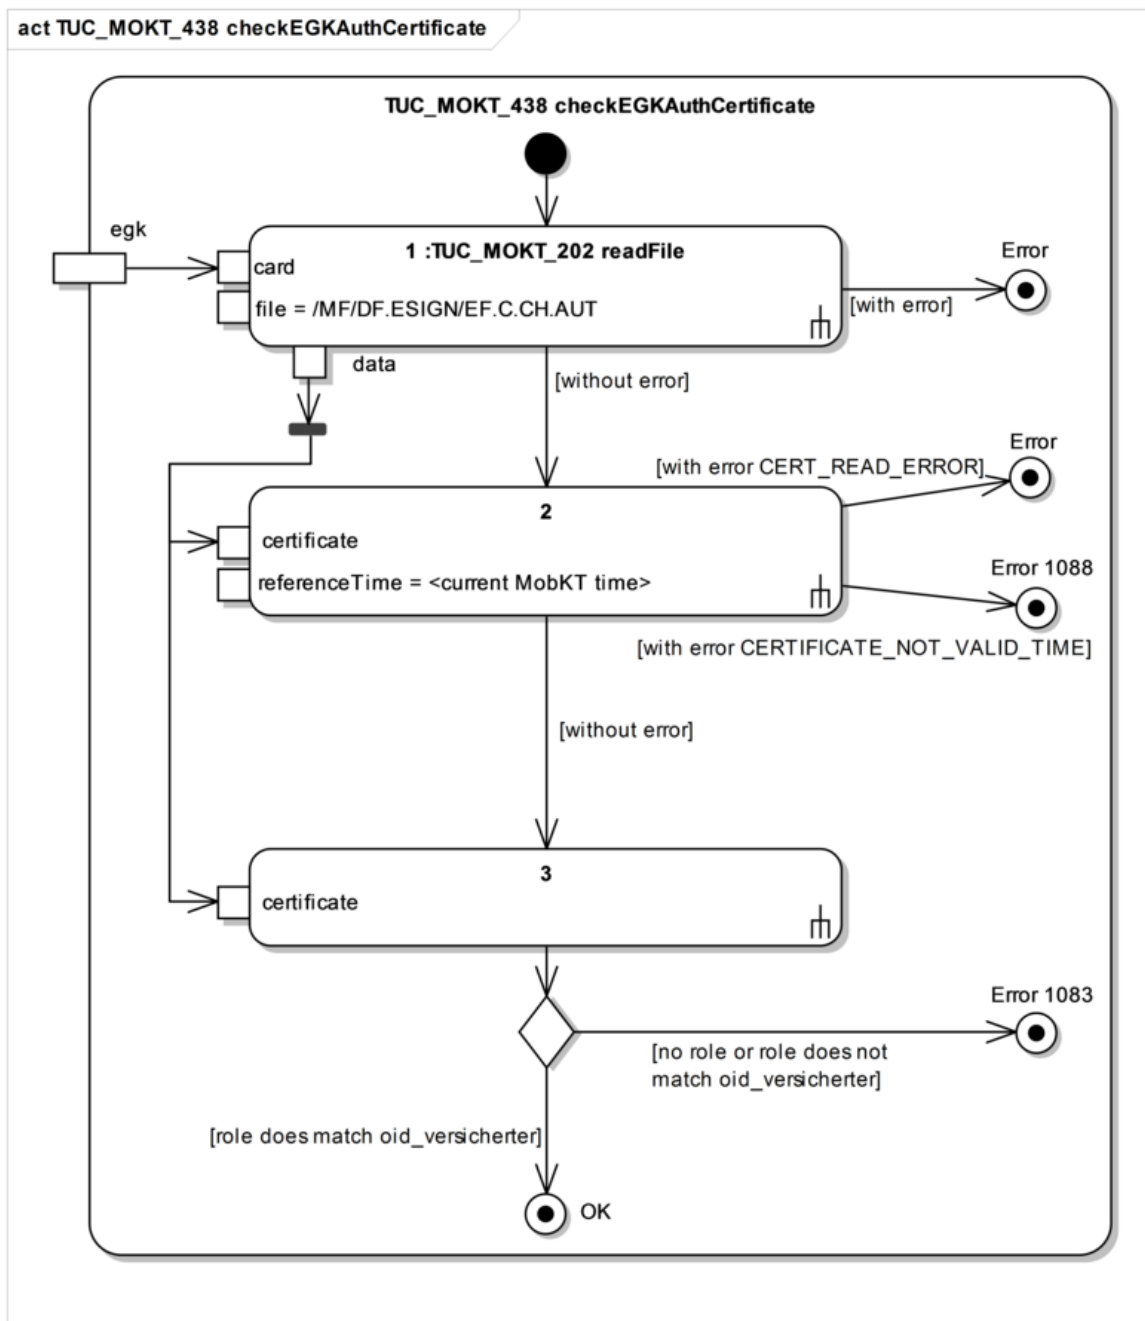 act TUC_MOKT_438 checkEGKAuthCertificate
TUC_MOKT_438 checkEGKAuthCertificate
egk
1 :TUC_MOKT_202 readFile
card
file = /MF/DF.ESIGN/EF.C.CH.AUT
Error
[with error]
data
[without error]
Error
[with error CERT_READ_ERROR]
2
certificate
referenceTime = <current MobKT time>
Error 1088
[with error CERTIFICATE_NOT_VALID_TIME]
[without error]
3
certificate
Error 1083
[no role or role does not
match oid_versicherter]
[role does match oid_versicherter]
OK